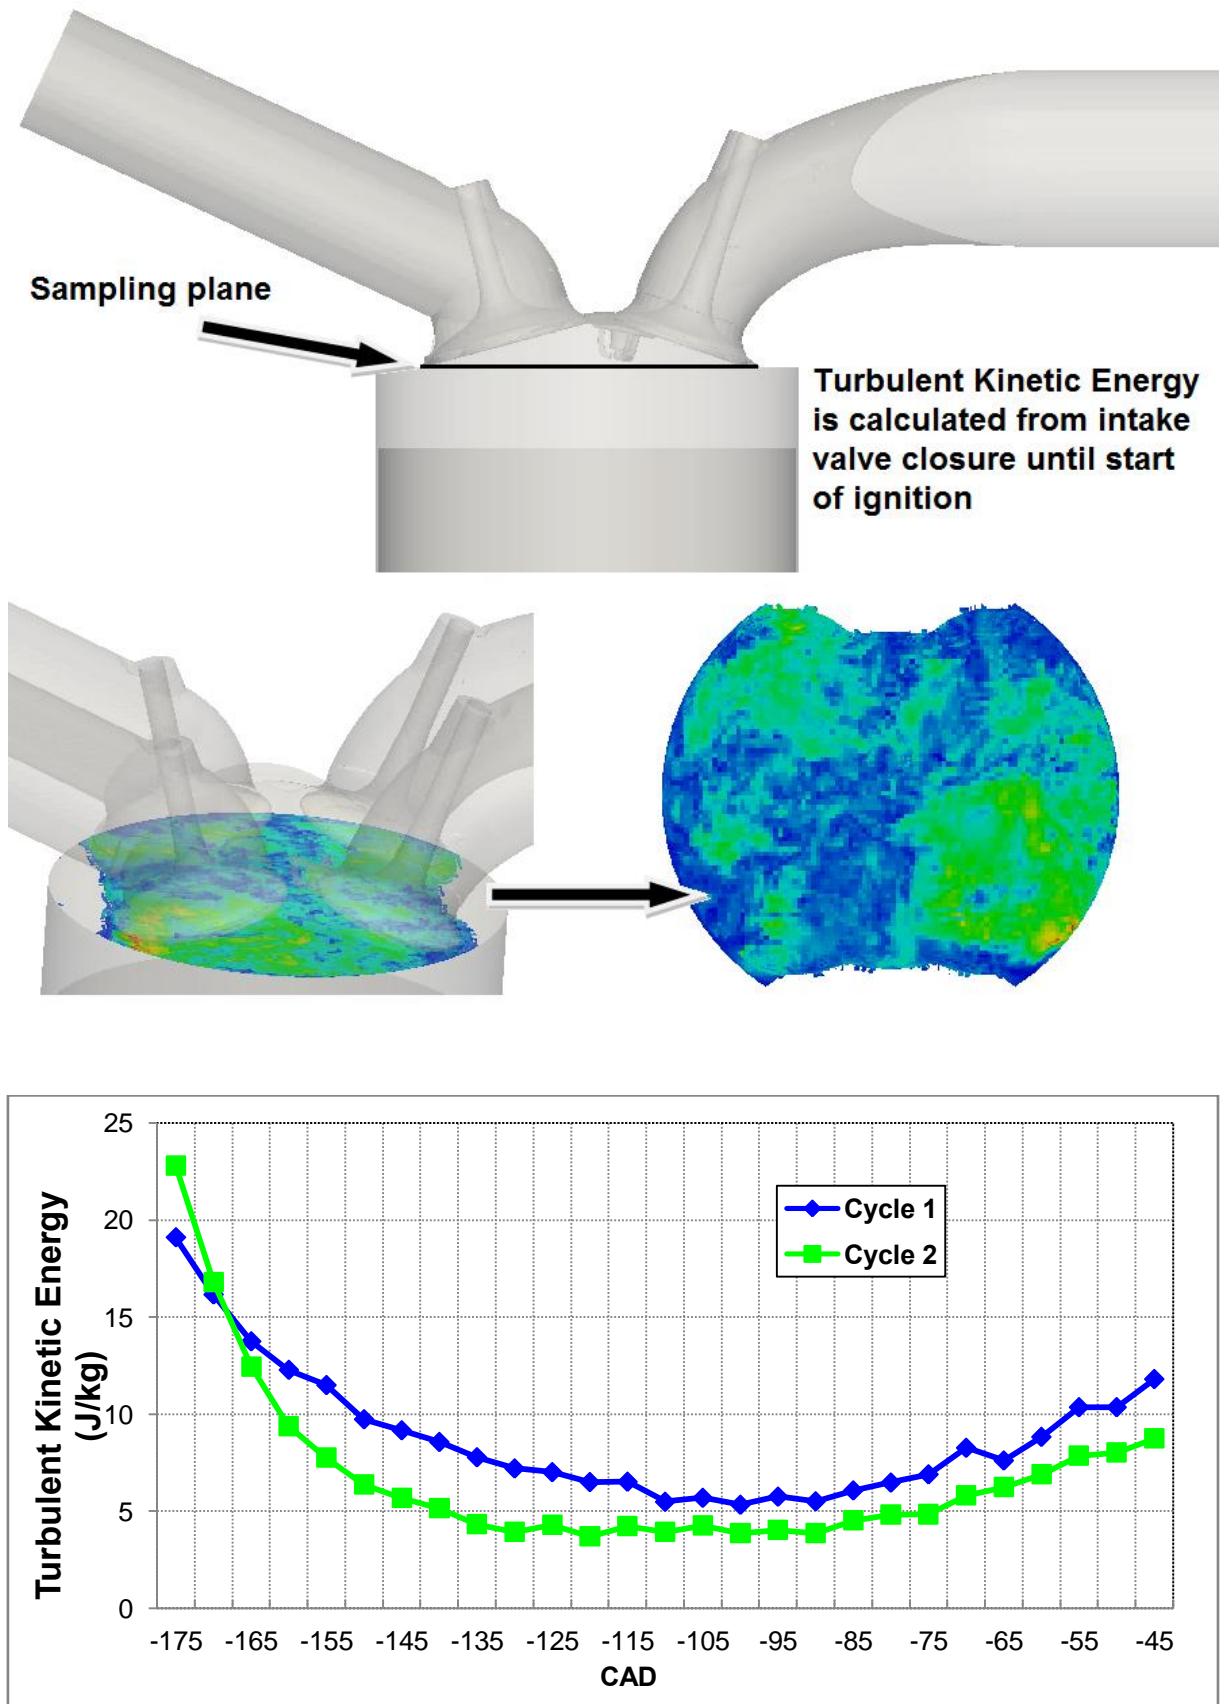 Sampling plane
Turbulent Kinetic Energy
is calculated from intake
valve closure until start
of ignition
25
20
15
10
5
0
Turbulent Kinetic Energy
(J/kg)
Cycle 1
Cycle 2
-175 -165 -155 -145 -135 -125 -115 -105 -95 -85 -75 -65 -55 -45
CAD